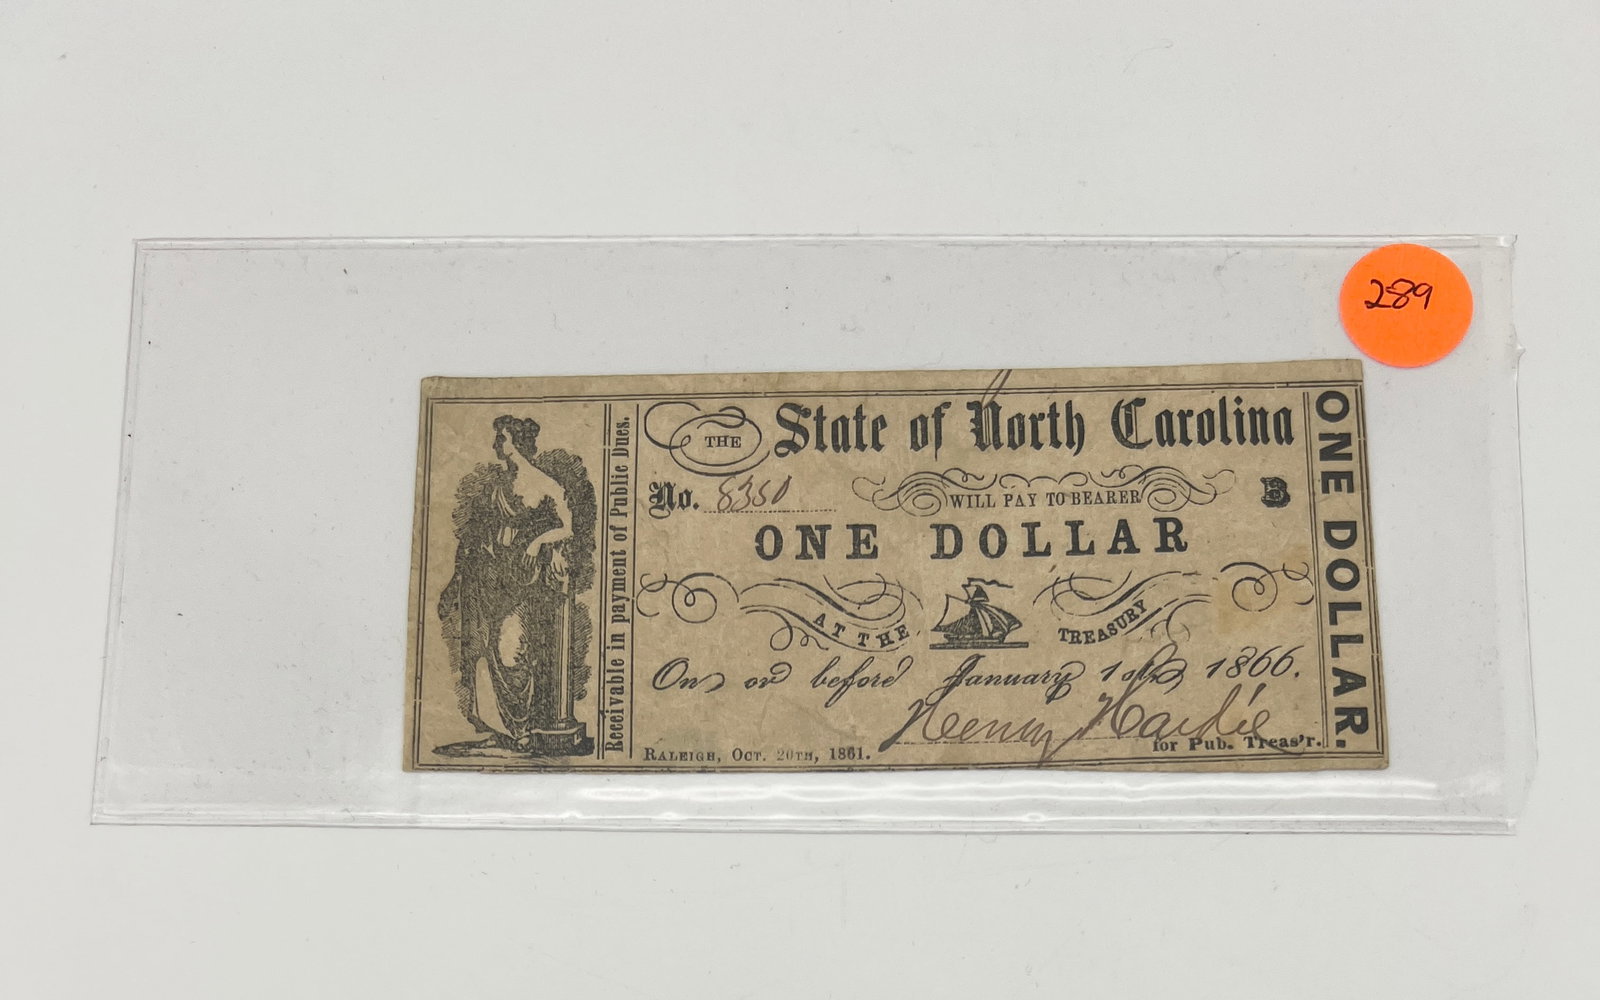 289
THE State of North Carolina
No. 8350
WILL PAY TO BEARER
B
ONE DOLLAR
AT THE TREASURY
On or before January 1st 1866.
Henry Hardie
for Pub. Treas'r.
RALEIGH, OCT. 20TH, 1861.
Receivable in payment of Public Dues.
ONE DOLLAR.